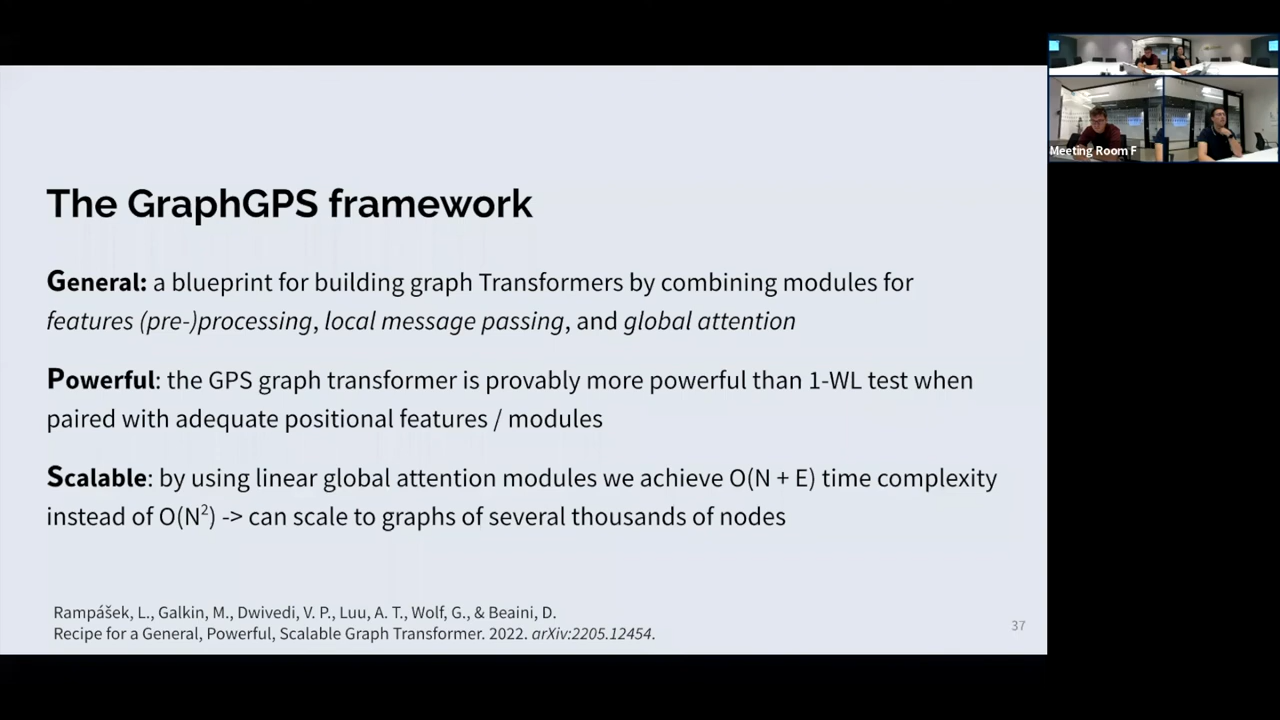 The GraphGPS framework
General: a blueprint for building graph Transformers by combining modules for
features (pre-)processing, local message passing, and global attention
Powerful: the GPS graph transformer is provably more powerful than 1-WL test when
paired with adequate positional features / modules
Scalable: by using linear global attention modules we achieve O(N + E) time complexity
instead of O(N²) -> can scale to graphs of several thousands of nodes
Rampášek, L., Galkin, M., Dwivedi, V. P., Luu, A. T., Wolf, G., & Beaini, D.
Recipe for a General, Powerful, Scalable Graph Transformer. 2022. arXiv:2205.12454.
37
Meeting Room F